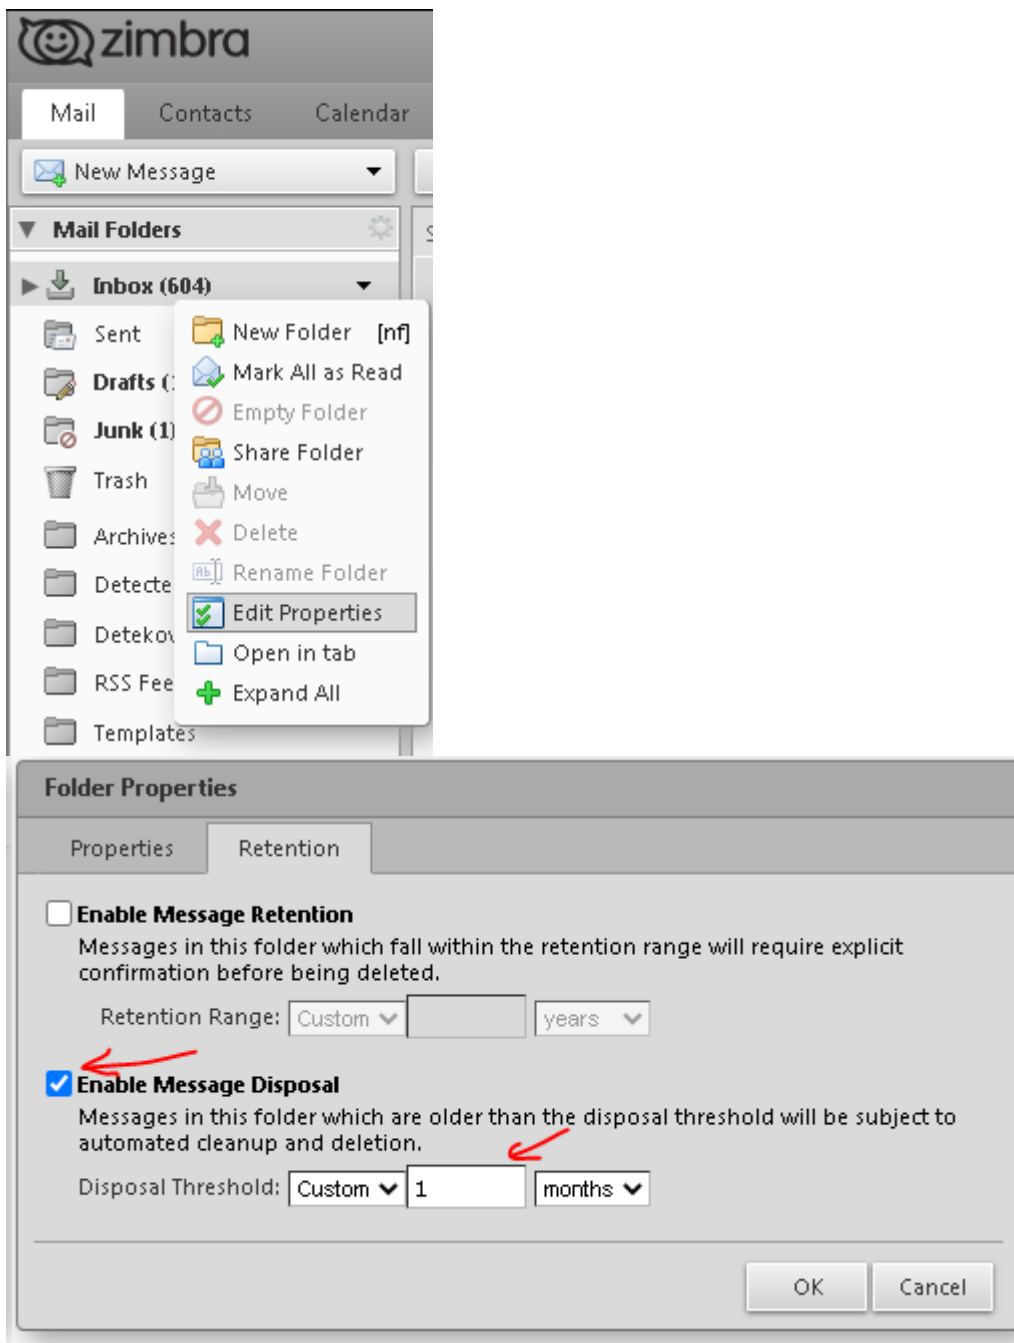 zimbra
Mail Contacts Calendar
New Message
Mail Folders
Inbox (604)
Sent
New Folder [nf]
Mark All as Read
Drafts (
Empty Folder
Junk (1)
Share Folder
Trash
Move
Archives
Delete
Detecte
Rename Folder
Edit Properties
Detekov
Open in tab
RSS Fee
Expand All
Templates
Folder Properties
Properties Retention
Enable Message Retention
Messages in this folder which fall within the retention range will require explicit
confirmation before being deleted.
Retention Range: Custom years
Enable Message Disposal
Messages in this folder which are older than the disposal threshold will be subject to
automated cleanup and deletion.
Disposal Threshold: Custom 1 months
OK Cancel